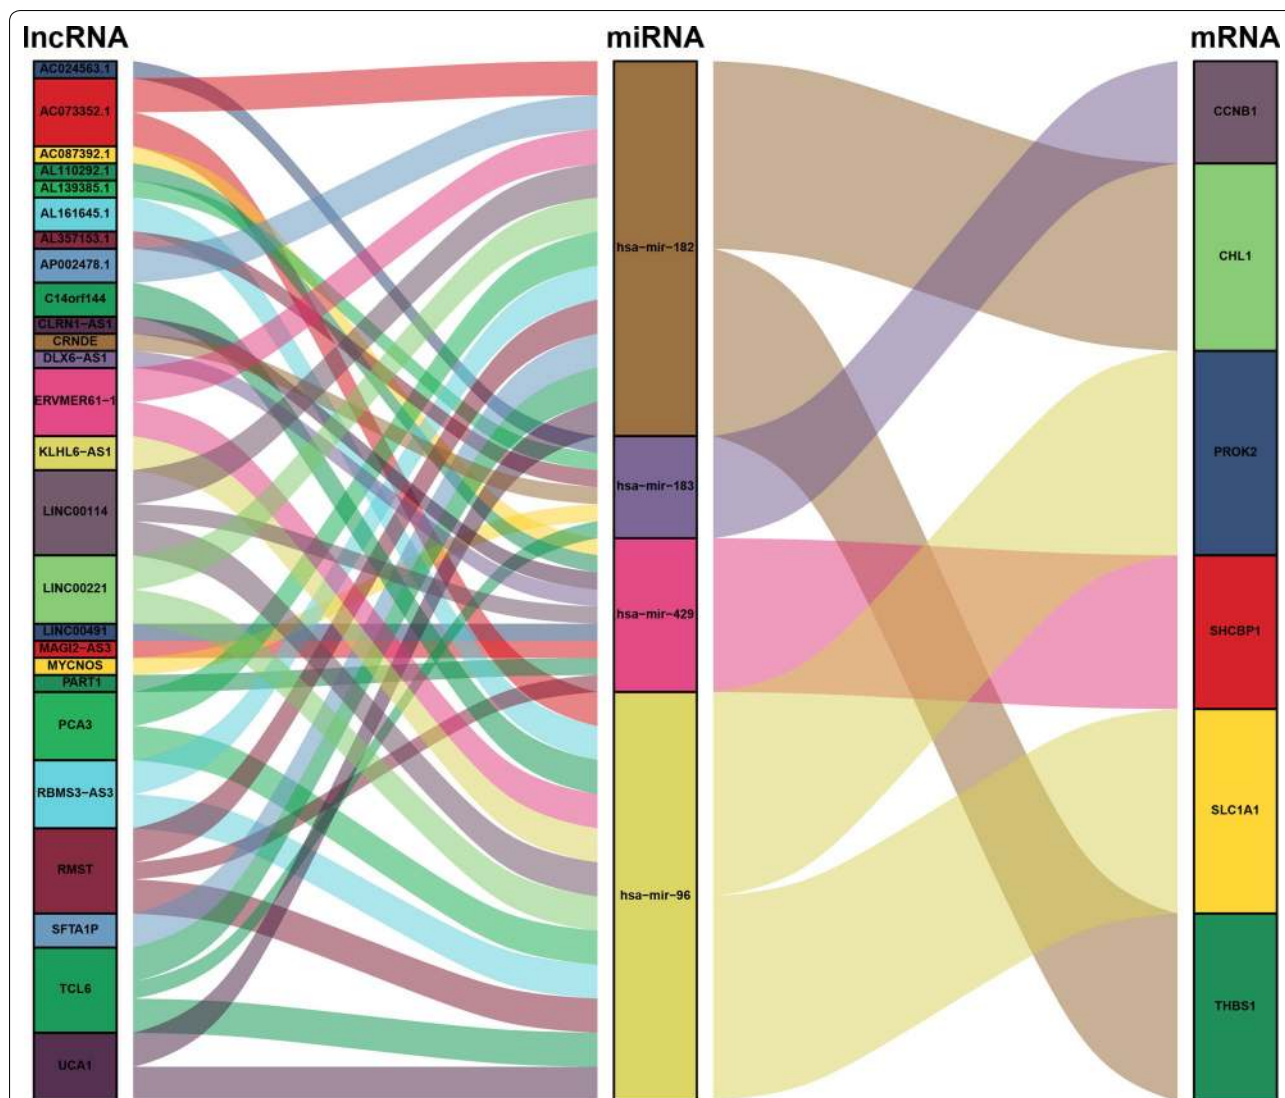 lncRNA
miRNA
mRNA
AC024563.1
AC073352.1
AC087392.1
AL110292.1
AL139385.1
AL161645.1
AL357153.1
AP002478.1
C14orf144
CLRN1−AS1
CRNDE
DLX6−AS1
ERVMER61−1
KLHL6−AS1
LINC00114
LINC00221
LINC00491
MAGI2−AS3
MYCNOS
PART1
PCA3
RBMS3−AS3
RMST
SFTA1P
TCL6
UCA1
hsa−mir−182
hsa−mir−183
hsa−mir−429
hsa−mir−96
CCNB1
CHL1
PROK2
SHCBP1
SLC1A1
THBS1